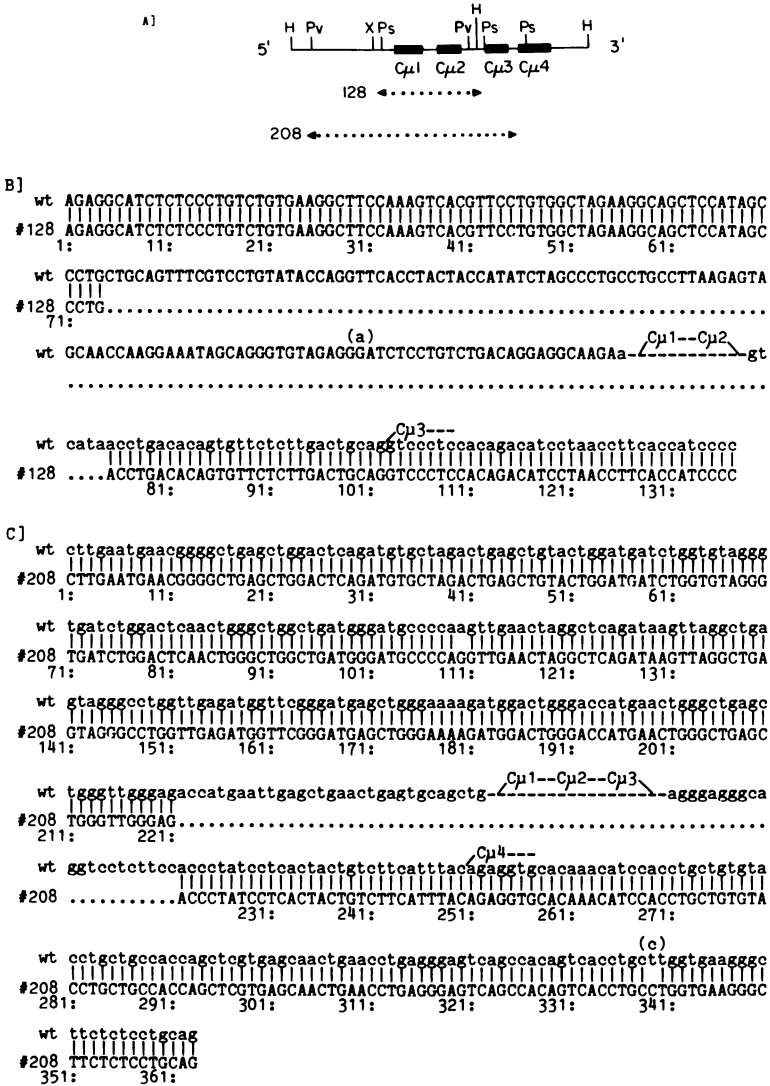 A]
H Pv X Ps Pv H Ps Ps H
5' Cμ1 Cμ2 Cμ3 Cμ4 3'
128
208
B]
wt AGAGGCATCTCTCCCTGTCTGTGAAGGCTTCCAAAGTCACGTTCCTGTGGCTAGAAGGCAGCTCCATAGC
#128 AGAGGCATCTCTCCCTGTCTGTGAAGGCTTCCAAAGTCACGTTCCTGTGGCTAGAAGGCAGCTCCATAGC
1: 11: 21: 31: 41: 51: 61:
wt CCTGCTGCAGTTTCGTCCTGTATACCAGGTTCACCTACTACCATATCTAGCCCTGCCTGCCTTAAGAGTA
#128 CCTG..................................................................
71:
(a) Cμ1--Cμ2
wt GCAACCAAGGAAATAGCAGGGTGTAGAGGGATCTCCTGTCTGACAGGAGGCAAGAa-----------gt
......................................................................
Cμ3---
wt cataacctgacacagtgttctcttgactgcaggtccctccacagacatcctaaccttcaccatcccc
#128 ....ACCTGACACAGTGTTCTCTTGACTGCAGGTCCCTCCACAGACATCCTAACCTTCACCATCCCC
81: 91: 101: 111: 121: 131:
C]
wt cttgaatgaacggggctgagctggactcagatgtgctagactgagctgtactggatgatctggtgtaggg
#208 CTTGAATGAACGGGGCTGAGCTGGACTCAGATGTGCTAGACTGAGCTGTACTGGATGATCTGGTGTAGGG
1: 11: 21: 31: 41: 51: 61:
wt tgatctggactcaactgggctggctgatgggatgccccaagttgaactaggctcagataagttaggctga
#208 TGATCTGGACTCAACTGGGCTGGCTGATGGGATGCCCCAGGTTGAACTAGGCTCAGATAAGTTAGGCTGA
71: 81: 91: 101: 111: 121: 131:
wt gtagggcctggttgagatggttcgggatgagctgggaaaagatggactgggaccatgaactgggctgagc
#208 GTAGGGCCTGGTTGAGATGGTTCGGGATGAGCTGGGAAAAGATGGACTGGGACCATGAACTGGGCTGAGC
141: 151: 161: 171: 181: 191: 201:
Cμ1--Cμ2--Cμ3
wt tgggttgggagaccatgaattgagctgaactgagtgcagctg------------------agggagggca
#208 TGGGTTGGGAG...........................................................
211: 221:
Cμ4---
wt ggtcctcttccaccctatcctcactactgtcttcatttacagaggtgcacaaacatccacctgctgtgta
#208 ...........ACCCTATCCTCACTACTGTCTTCATTTACAGAGGTGCACAAACATCCACCTGCTGTGTA
231: 241: 251: 261: 271:
(c)
wt cctgctgccaccagctcgtgagcaactgaacctgagggagtcagccacagtcacctgcttggtgaagggc
#208 CCTGCTGCCACCAGCTCGTGAGCAACTGAACCTGAGGGAGTCAGCCACAGTCACCTGCCTGGTGAAGGGC
281: 291: 301: 311: 321: 331: 341:
wt ttctctcctgcag
#208 TTCTCTCCTGCAG
351: 361: